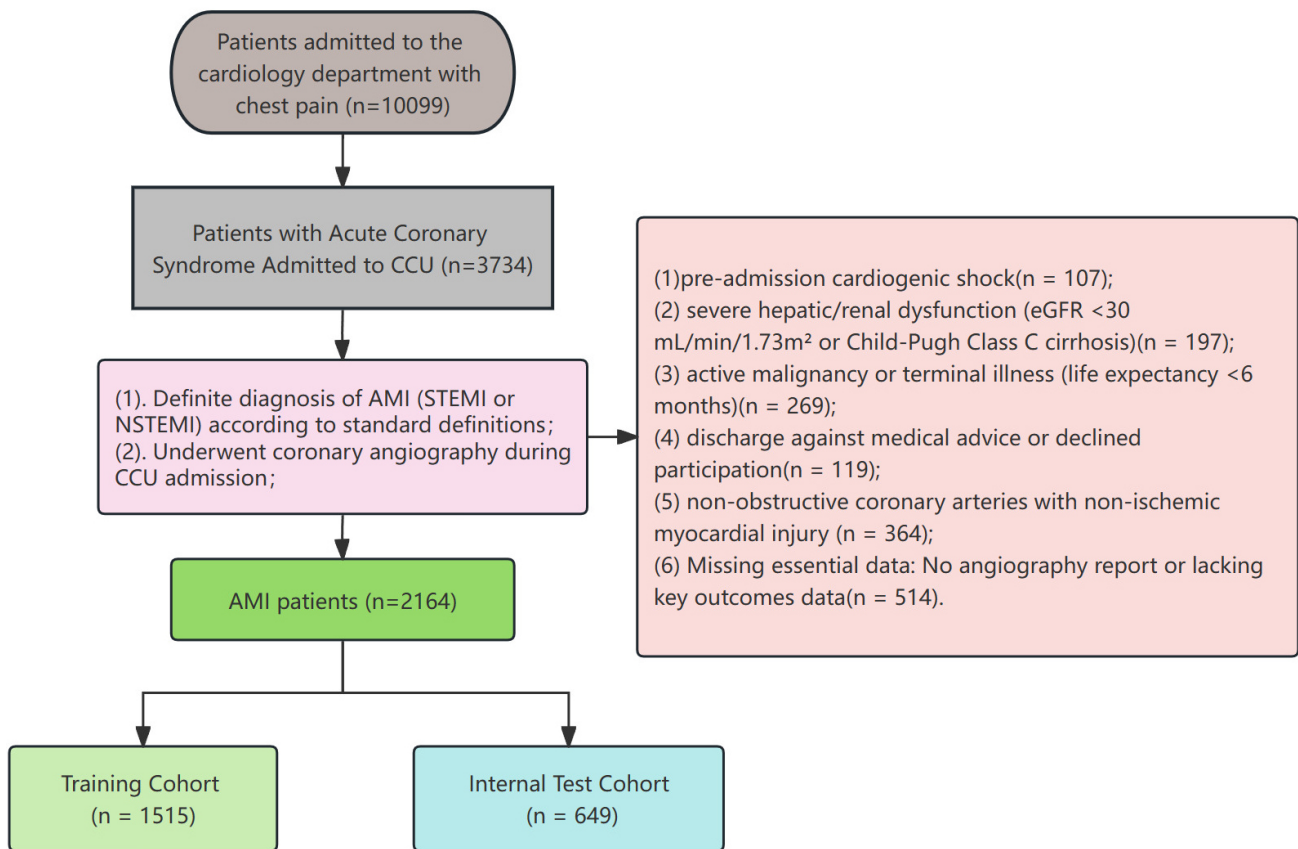 Patients admitted to the
cardiology department with
chest pain (n=10099)
Patients with Acute Coronary
Syndrome Admitted to CCU (n=3734)
(1). Definite diagnosis of AMI (STEMI or
NSTEMI) according to standard definitions；
(2). Underwent coronary angiography during
CCU admission；
(1)pre-admission cardiogenic shock(n = 107);
(2) severe hepatic/renal dysfunction (eGFR <30
mL/min/1.73m² or Child-Pugh Class C cirrhosis)(n = 197);
(3) active malignancy or terminal illness (life expectancy <6
months)(n = 269);
(4) discharge against medical advice or declined
participation(n = 119);
(5) non-obstructive coronary arteries with non-ischemic
myocardial injury (n = 364);
(6) Missing essential data: No angiography report or lacking
key outcomes data(n = 514).
AMI patients (n=2164)
Training Cohort
(n = 1515)
Internal Test Cohort
(n = 649)